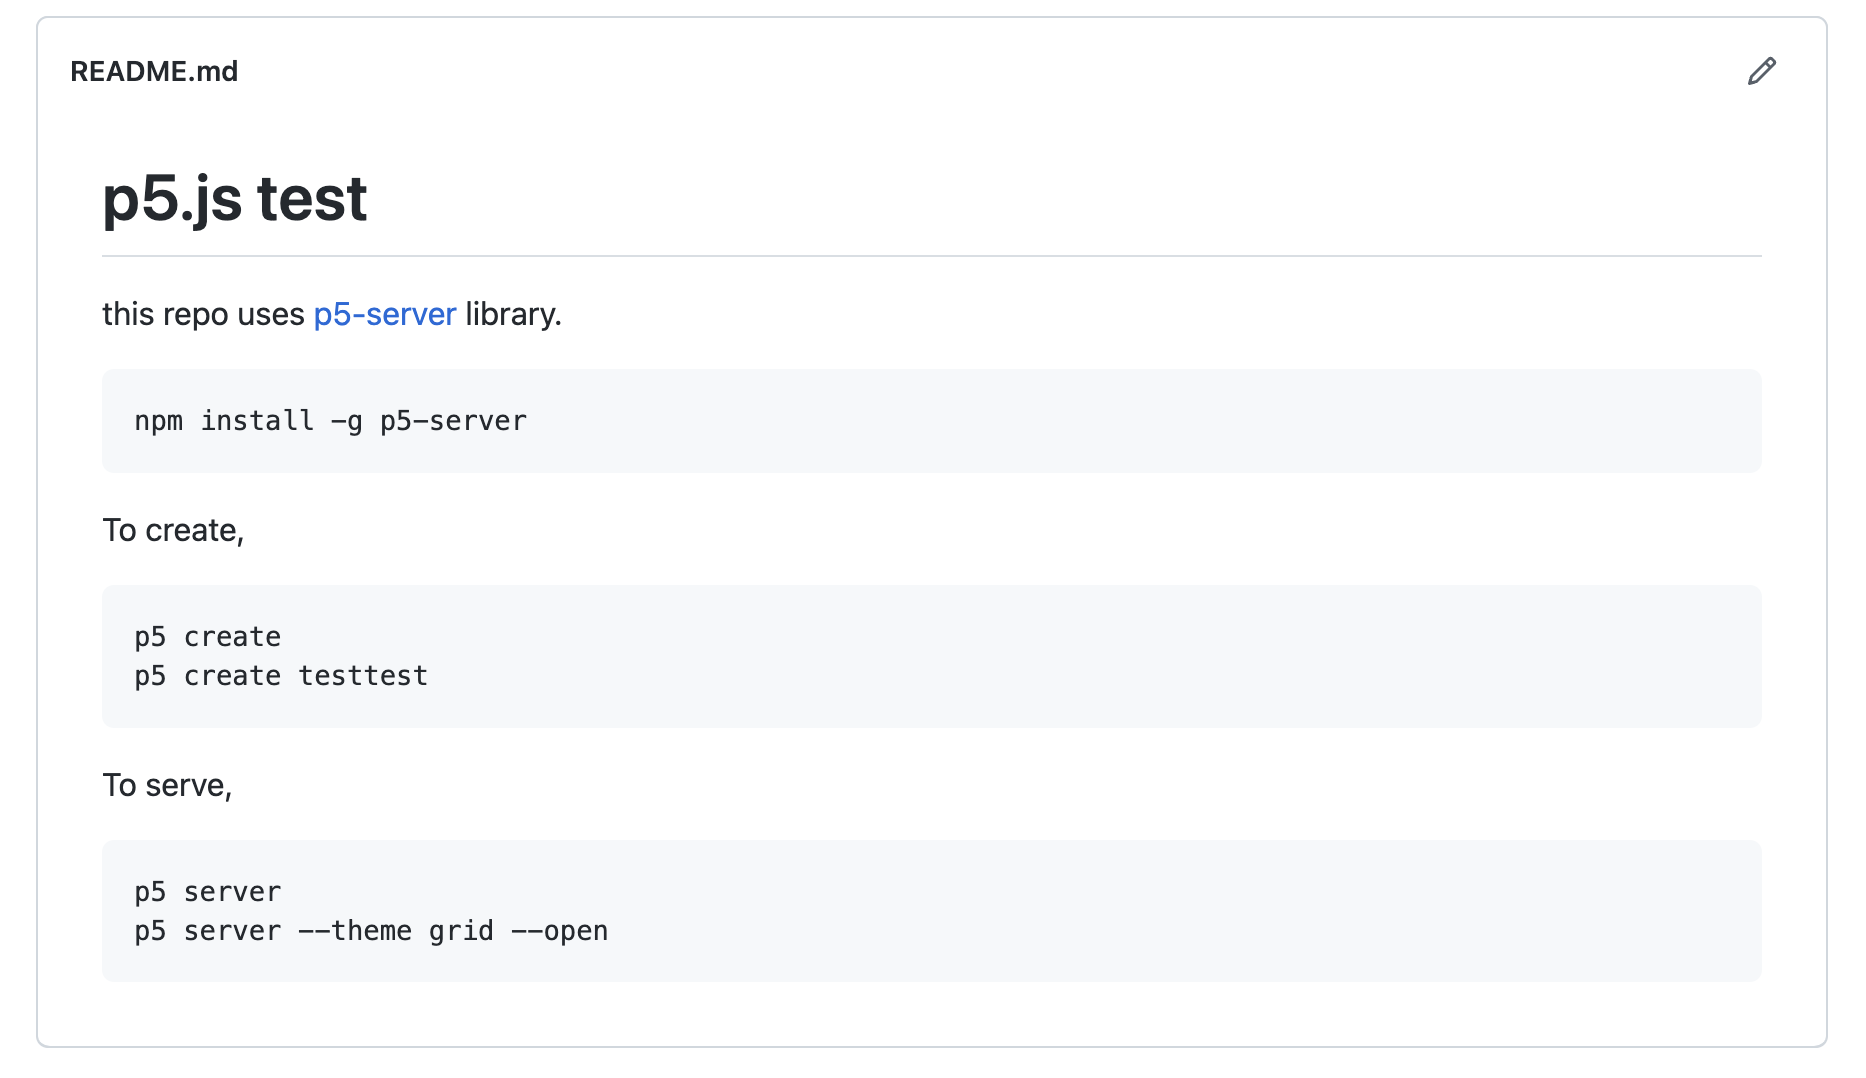 README.md
p5.js test
this repo uses p5-server library.
npm install -g p5-server
To create,
p5 create
p5 create testtest
To serve,
p5 server
p5 server --theme grid --open